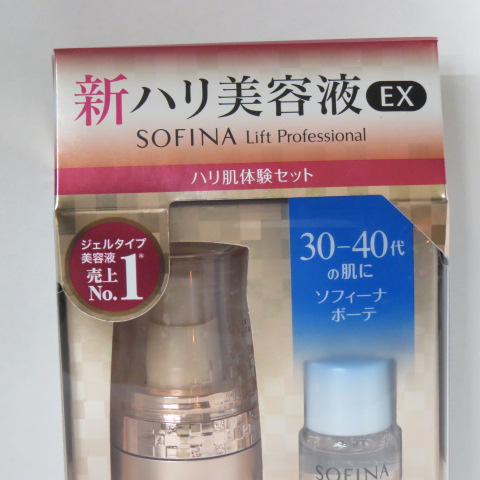 新ハリ美容液 EX
SOFINA Lift Professional
ハリ肌体験セット
ジェルタイプ
美容液
売上※
No.1
30-40代
の肌に
ソフィーナ
ボーテ
SOFINA